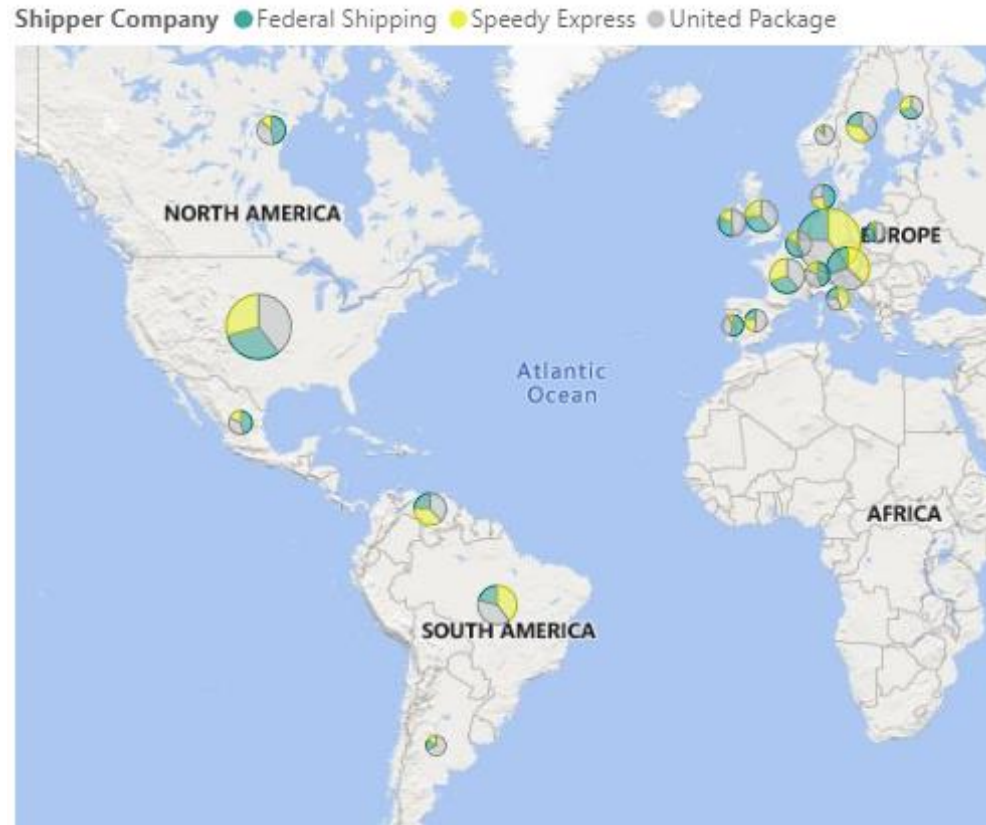 Shipper Company Federal Shipping Speedy Express United Package
NORTH AMERICA
EUROPE
Atlantic
Ocean
AFRICA
SOUTH AMERICA